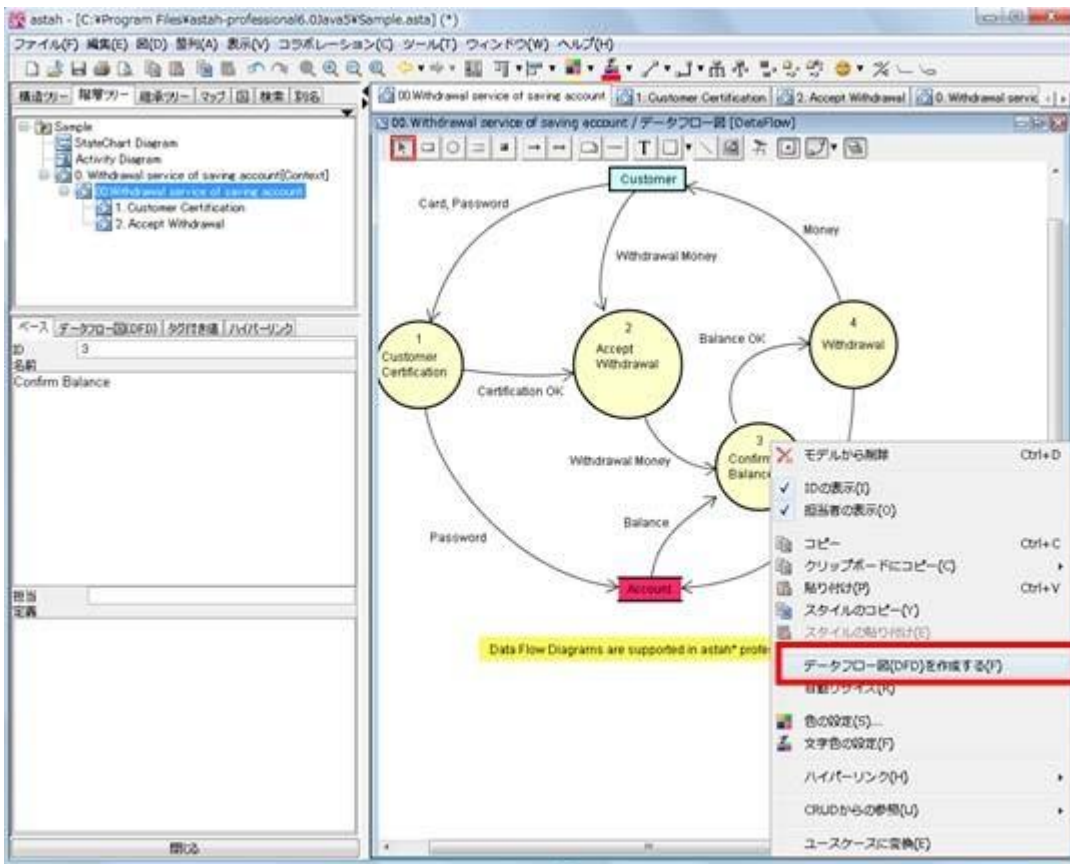 astah - [C:¥Program Files¥astah-professional6.0Java5¥Sample.asta] (*)
ファイル(F) 編集(E) 図(D) 整列(A) 表示(V) コラボレーション(C) ツール(T) ウィンドウ(W) ヘルプ(H)
構造ツリー 階層ツリー 継承ツリー マップ 図 検索 別名
Sample
StateChart Diagram
Activity Diagram
0. Withdrawal service of saving account[Context]
00.Withdrawal service of saving account
1. Customer Certification
2. Accept Withdrawal
ベース データフロー図(DFD) タグ付き値 ハイパーリンク
ID 3
名前
Confirm Balance
担当
定義
閉じる
00.Withdrawal service of saving account 1. Customer Certification 2. Accept Withdrawal 0. Withdrawal servic
00.Withdrawal service of saving account / データフロー図 [DataFlow]
T
Customer
Card, Password
Money
Withdrawal Money
1
Customer
Certification
2
Accept
Withdrawal
Balance OK
4
Withdrawal
Certification OK
Withdrawal Money
3
Confirm
Balance
Password
Balance
Account
Data Flow Diagrams are supported in astah* profe
モデルから削除 Ctrl+D
IDの表示(I)
担当者の表示(O)
コピー Ctrl+C
クリップボードにコピー(C)
貼り付け(P) Ctrl+V
スタイルのコピー(Y)
スタイルの貼り付け(E)
データフロー図(DFD)を作成する(F)
自動リサイズ(R)
色の設定(S)...
文字色の設定(F)
ハイパーリンク(H)
CRUDからの参照(U)
ユースケースに変換(E)